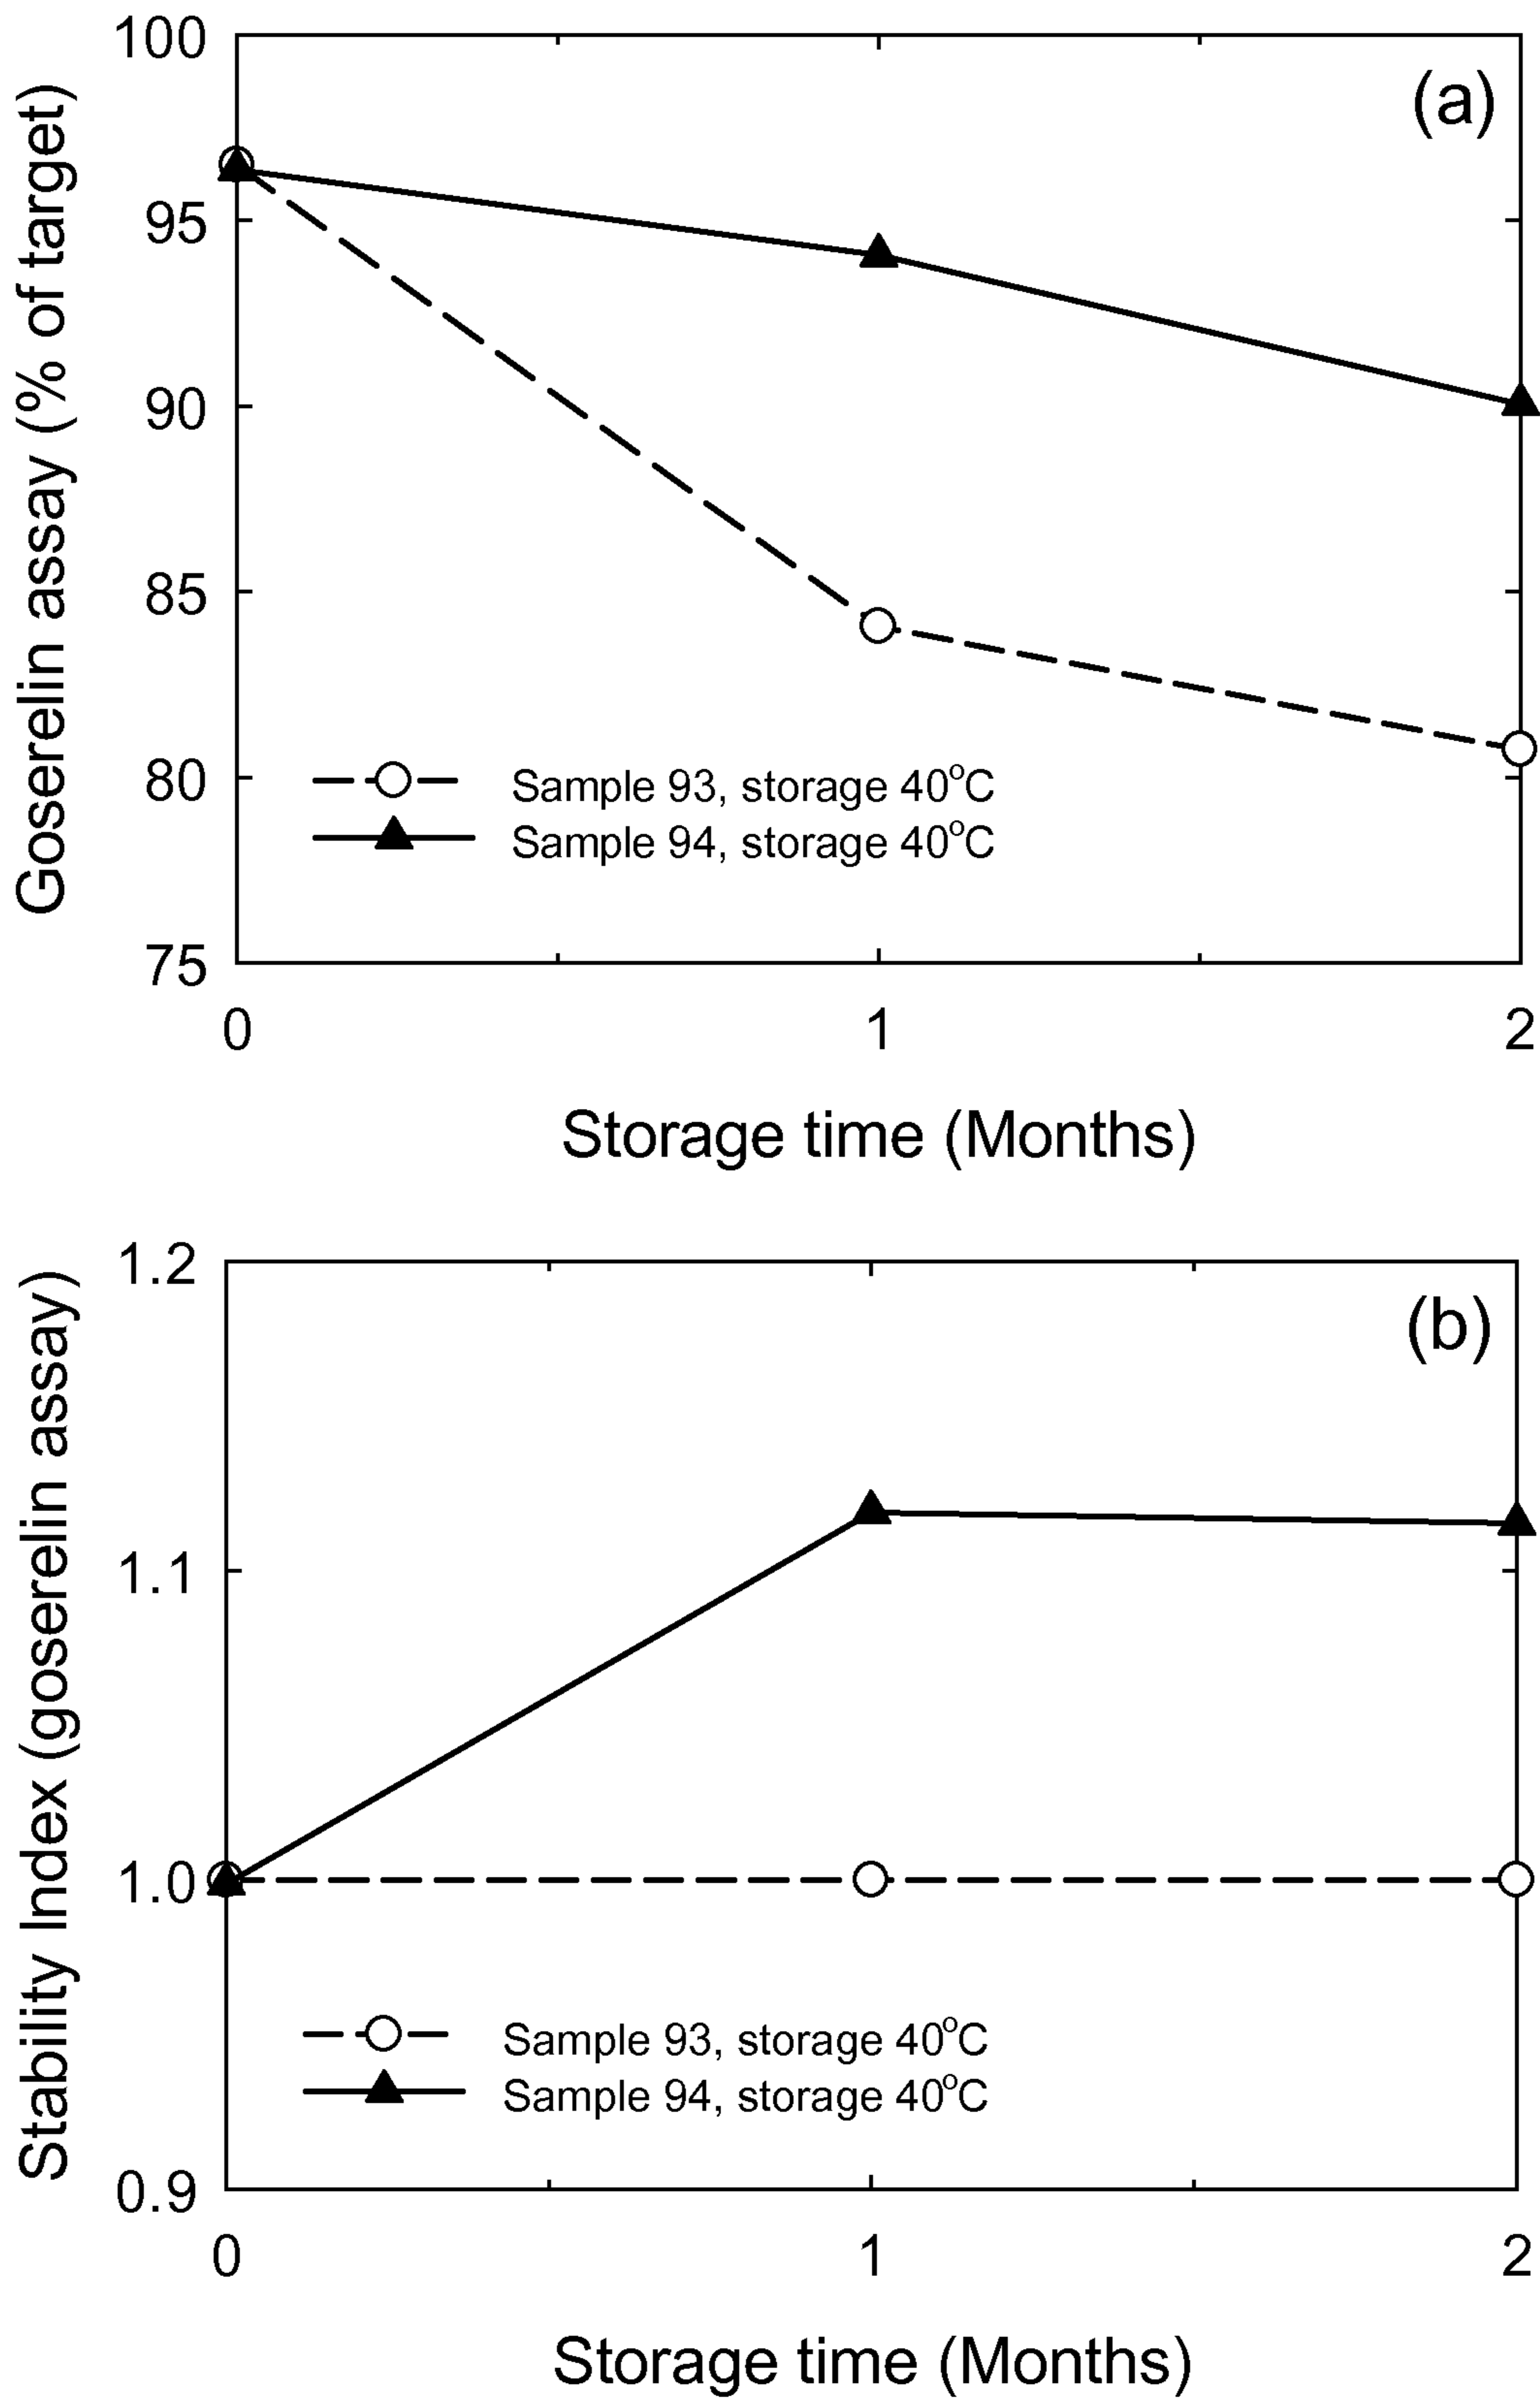 100
(a)
95
90
85
80
75
Goserelin assay (% of target)
Sample 93, storage 40°C
Sample 94, storage 40°C
0 1 2
Storage time (Months)
1.2
(b)
1.1
1.0
0.9
Stability Index (goserelin assay)
Sample 93, storage 40°C
Sample 94, storage 40°C
0 1 2
Storage time (Months)